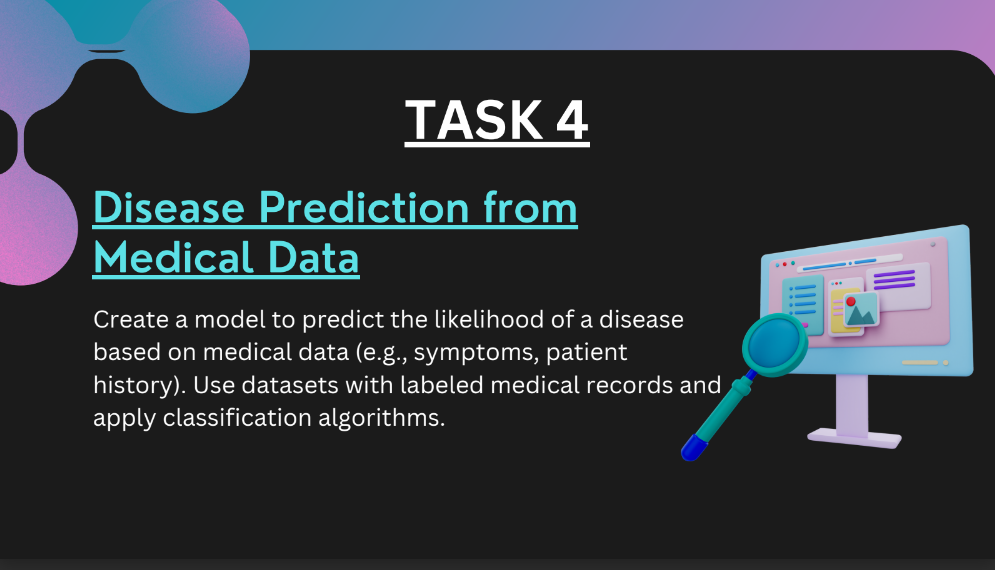 TASK 4
Disease Prediction from
Medical Data
Create a model to predict the likelihood of a disease
based on medical data (e.g., symptoms, patient
history). Use datasets with labeled medical records and
apply classification algorithms.